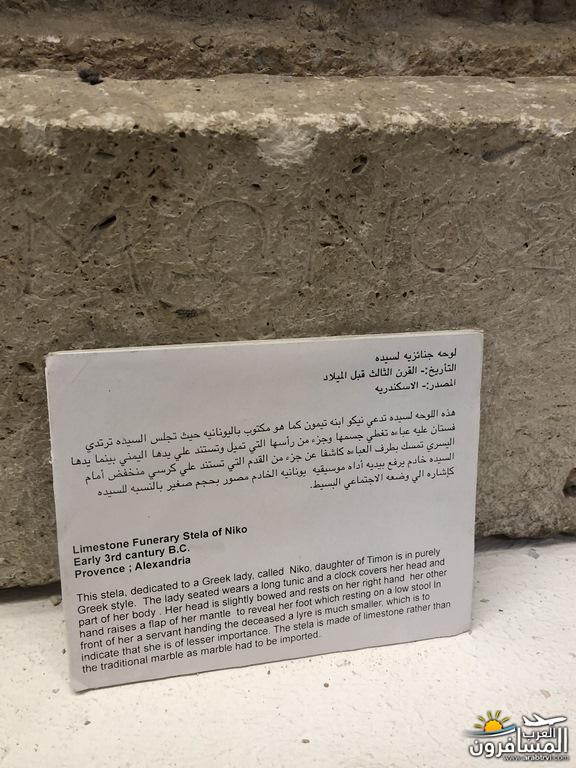 لوحه جنائزيه لسيده
التأريخ:- القرن الثالث قبل الميلاد
المصدر:- الاسكندريه
هذه اللوحه لسيده تدعي نيكو ابنه تيمون كما هو مكتوب باليونانيه حيث تجلس السيده ترتدي
فستان عليه عباءه تغطي جسمها وجزء من رأسها التي تميل وتستند علي يدها اليمني بينما يدها
اليسري تمسك بطرف العباءه كاشفا عن جزء من القدم التي تستند علي كرسي منخفض أمام
السيده خادم يرفع بيديه أداه موسيقيه يونانيه الخادم مصور بحجم صغير بالنسبه للسيده
كإشاره الي وضعه الاجتماعي البسيط.
Limestone Funerary Stela of Niko
Early 3rd cantury B.C.
Provence ; Alexandria
This stela, dedicated to a Greek lady, called Niko, daughter of Timon is in purely
Greek style. The lady seated wears a long tunic and a clock covers her head and
part of her body . Her head is slightly bowed and rests on her right hand her other
hand raises a flap of her mantle to reveal her foot which resting on a low stool In
front of her a servant handing the deceased a lyre is much smaller, which is to
indicate that she is of lesser importance. The stela is made of limestone rather than
the traditional marble as marble had to be imported.
العرب
المسافرون
www.arabtrvl.com